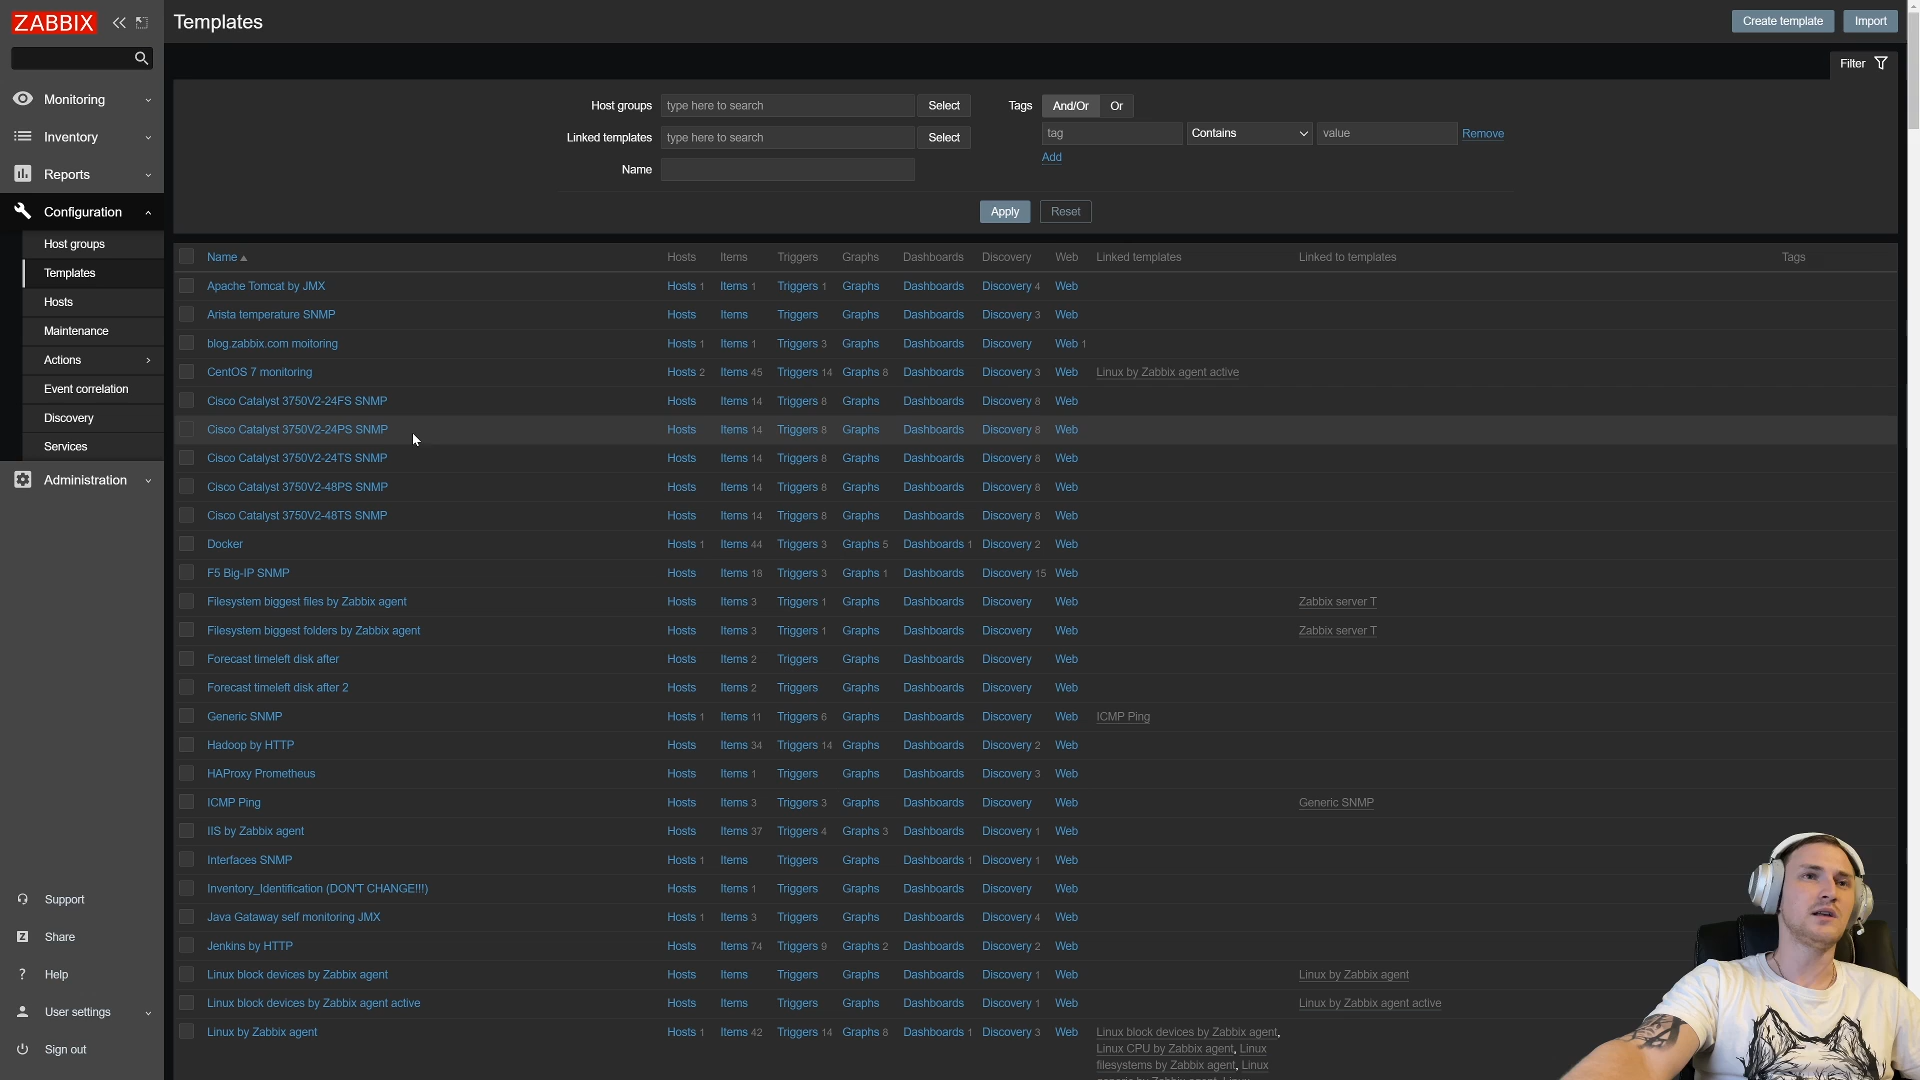 ZABBIX
Templates
Create template
Import
Filter
Monitoring
Inventory
Reports
Configuration
Host groups
Templates
Hosts
Maintenance
Actions
Event correlation
Discovery
Services
Administration
Support
Share
Help
User settings
Sign out
Host groups type here to search Select
Linked templates type here to search Select
Name
Tags And/Or Or
tag Contains value Remove
Add
Apply Reset
Name Hosts Items Triggers Graphs Dashboards Discovery Web Linked templates Linked to templates Tags
Apache Tomcat by JMX Hosts 1 Items 1 Triggers 1 Graphs Dashboards Discovery 4 Web
Arista temperature SNMP Hosts Items Triggers Graphs Dashboards Discovery 3 Web
blog.zabbix.com moitoring Hosts 1 Items 1 Triggers 3 Graphs Dashboards Discovery Web 1
CentOS 7 monitoring Hosts 2 Items 45 Triggers 14 Graphs 8 Dashboards Discovery 3 Web Linux by Zabbix agent active
Cisco Catalyst 3750V2-24FS SNMP Hosts Items 14 Triggers 8 Graphs Dashboards Discovery 8 Web
Cisco Catalyst 3750V2-24PS SNMP Hosts Items 14 Triggers 8 Graphs Dashboards Discovery 8 Web
Cisco Catalyst 3750V2-24TS SNMP Hosts Items 14 Triggers 8 Graphs Dashboards Discovery 8 Web
Cisco Catalyst 3750V2-48PS SNMP Hosts Items 14 Triggers 8 Graphs Dashboards Discovery 8 Web
Cisco Catalyst 3750V2-48TS SNMP Hosts Items 14 Triggers 8 Graphs Dashboards Discovery 8 Web
Docker Hosts 1 Items 44 Triggers 3 Graphs 5 Dashboards 1 Discovery 2 Web
F5 Big-IP SNMP Hosts Items 18 Triggers 3 Graphs 1 Dashboards Discovery 15 Web
Filesystem biggest files by Zabbix agent Hosts Items 3 Triggers 1 Graphs Dashboards Discovery Web Zabbix server T
Filesystem biggest folders by Zabbix agent Hosts Items 3 Triggers 1 Graphs Dashboards Discovery Web Zabbix server T
Forecast timeleft disk after Hosts Items 2 Triggers Graphs Dashboards Discovery Web
Forecast timeleft disk after 2 Hosts Items 2 Triggers Graphs Dashboards Discovery Web
Generic SNMP Hosts 1 Items 11 Triggers 6 Graphs Dashboards Discovery Web ICMP Ping
Hadoop by HTTP Hosts Items 34 Triggers 14 Graphs Dashboards Discovery 2 Web
HAProxy Prometheus Hosts Items 1 Triggers Graphs Dashboards Discovery 3 Web
ICMP Ping Hosts Items 3 Triggers 3 Graphs Dashboards Discovery Web Generic SNMP
IIS by Zabbix agent Hosts Items 37 Triggers 4 Graphs 3 Dashboards Discovery 1 Web
Interfaces SNMP Hosts 1 Items Triggers Graphs Dashboards 1 Discovery 1 Web
Inventory_Identification (DON'T CHANGE!!!) Hosts Items 1 Triggers Graphs Dashboards Discovery Web
Java Gataway self monitoring JMX Hosts 1 Items 3 Triggers Graphs Dashboards Discovery 4 Web
Jenkins by HTTP Hosts Items 74 Triggers 9 Graphs 2 Dashboards Discovery 2 Web
Linux block devices by Zabbix agent Hosts Items Triggers Graphs Dashboards Discovery 1 Web Linux by Zabbix agent
Linux block devices by Zabbix agent active Hosts Items Triggers Graphs Dashboards Discovery 1 Web Linux by Zabbix agent active
Linux by Zabbix agent Hosts 1 Items 42 Triggers 14 Graphs 8 Dashboards 1 Discovery 3 Web Linux block devices by Zabbix agent,
Linux CPU by Zabbix agent, Linux
filesystems by Zabbix agent, Linux